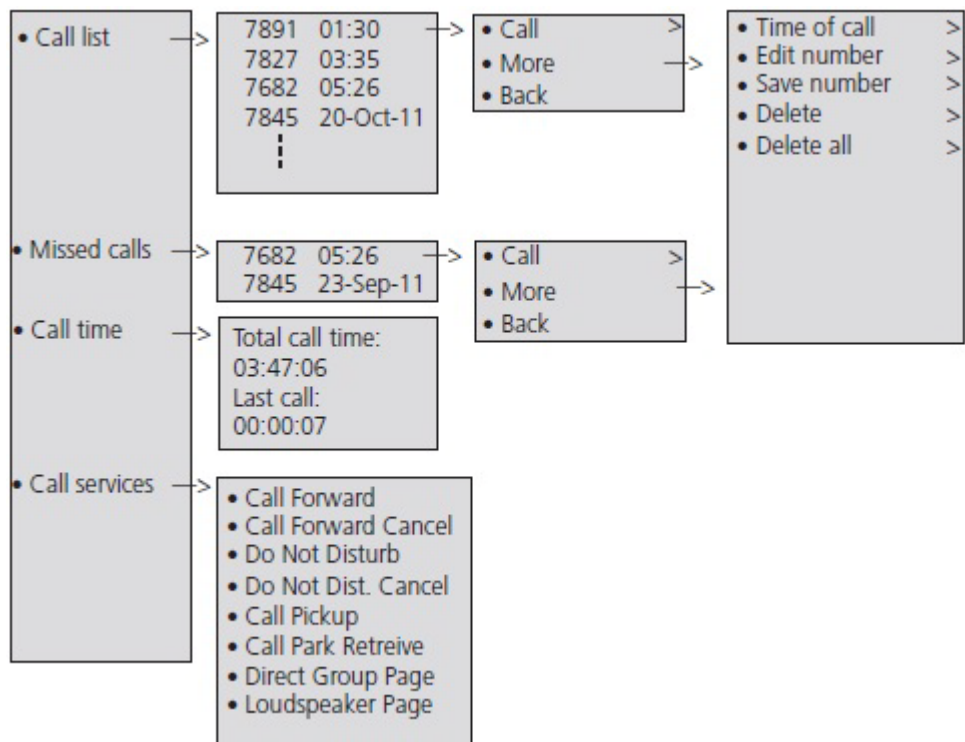 • Call list
7891 01:30
7827 03:35
7682 05:26
7845 20-Oct-11
• Call >
• More
• Back
• Time of call >
• Edit number >
• Save number >
• Delete >
• Delete all >
• Missed calls
7682 05:26
7845 23-Sep-11
• Call >
• More
• Back
• Call time
Total call time:
03:47:06
Last call:
00:00:07
• Call services
• Call Forward
• Call Forward Cancel
• Do Not Disturb
• Do Not Dist. Cancel
• Call Pickup
• Call Park Retreive
• Direct Group Page
• Loudspeaker Page